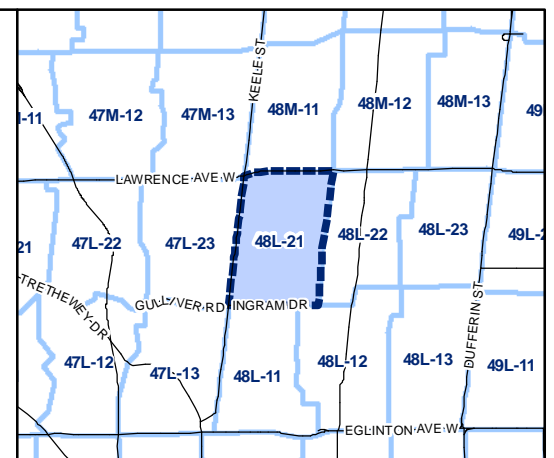 KEELE ST
47M-12
47M-13
48M-11
48M-12
48M-13
49
-11
LAWRENCE AVE W
21
47L-22
47L-23
48L-21
48L-22
48L-23
49L-2
TRETHEWEY DR
GULLIVER RD
INGRAM DR
DUFFERIN ST
47L-12
47L-13
48L-11
48L-12
48L-13
49L-11
EGLINTON AVE W